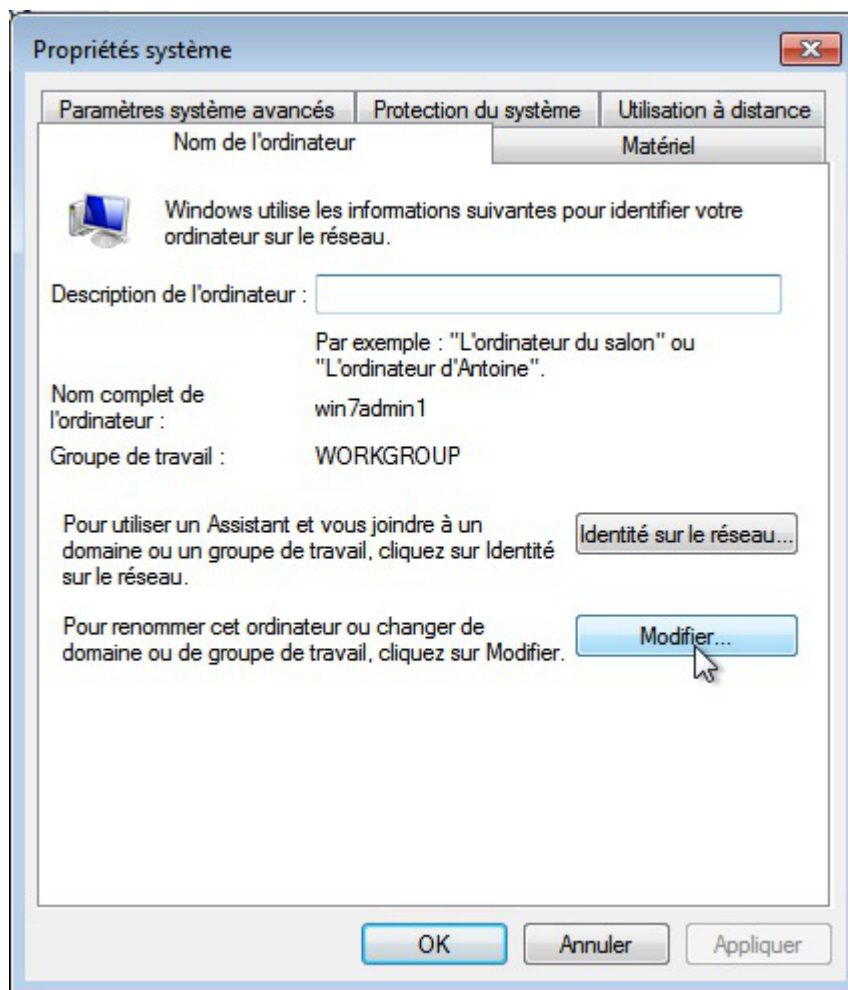 Propriétés système
Paramètres système avancés Protection du système Utilisation à distance
Nom de l'ordinateur Matériel
Windows utilise les informations suivantes pour identifier votre
ordinateur sur le réseau.
Description de l'ordinateur :
Par exemple : "L'ordinateur du salon" ou
"L'ordinateur d'Antoine".
Nom complet de
l'ordinateur :
win7admin1
Groupe de travail : WORKGROUP
Pour utiliser un Assistant et vous joindre à un
domaine ou un groupe de travail, cliquez sur Identité
sur le réseau.
Identité sur le réseau...
Pour renommer cet ordinateur ou changer de
domaine ou de groupe de travail, cliquez sur Modifier.
Modifier...
OK Annuler Appliquer